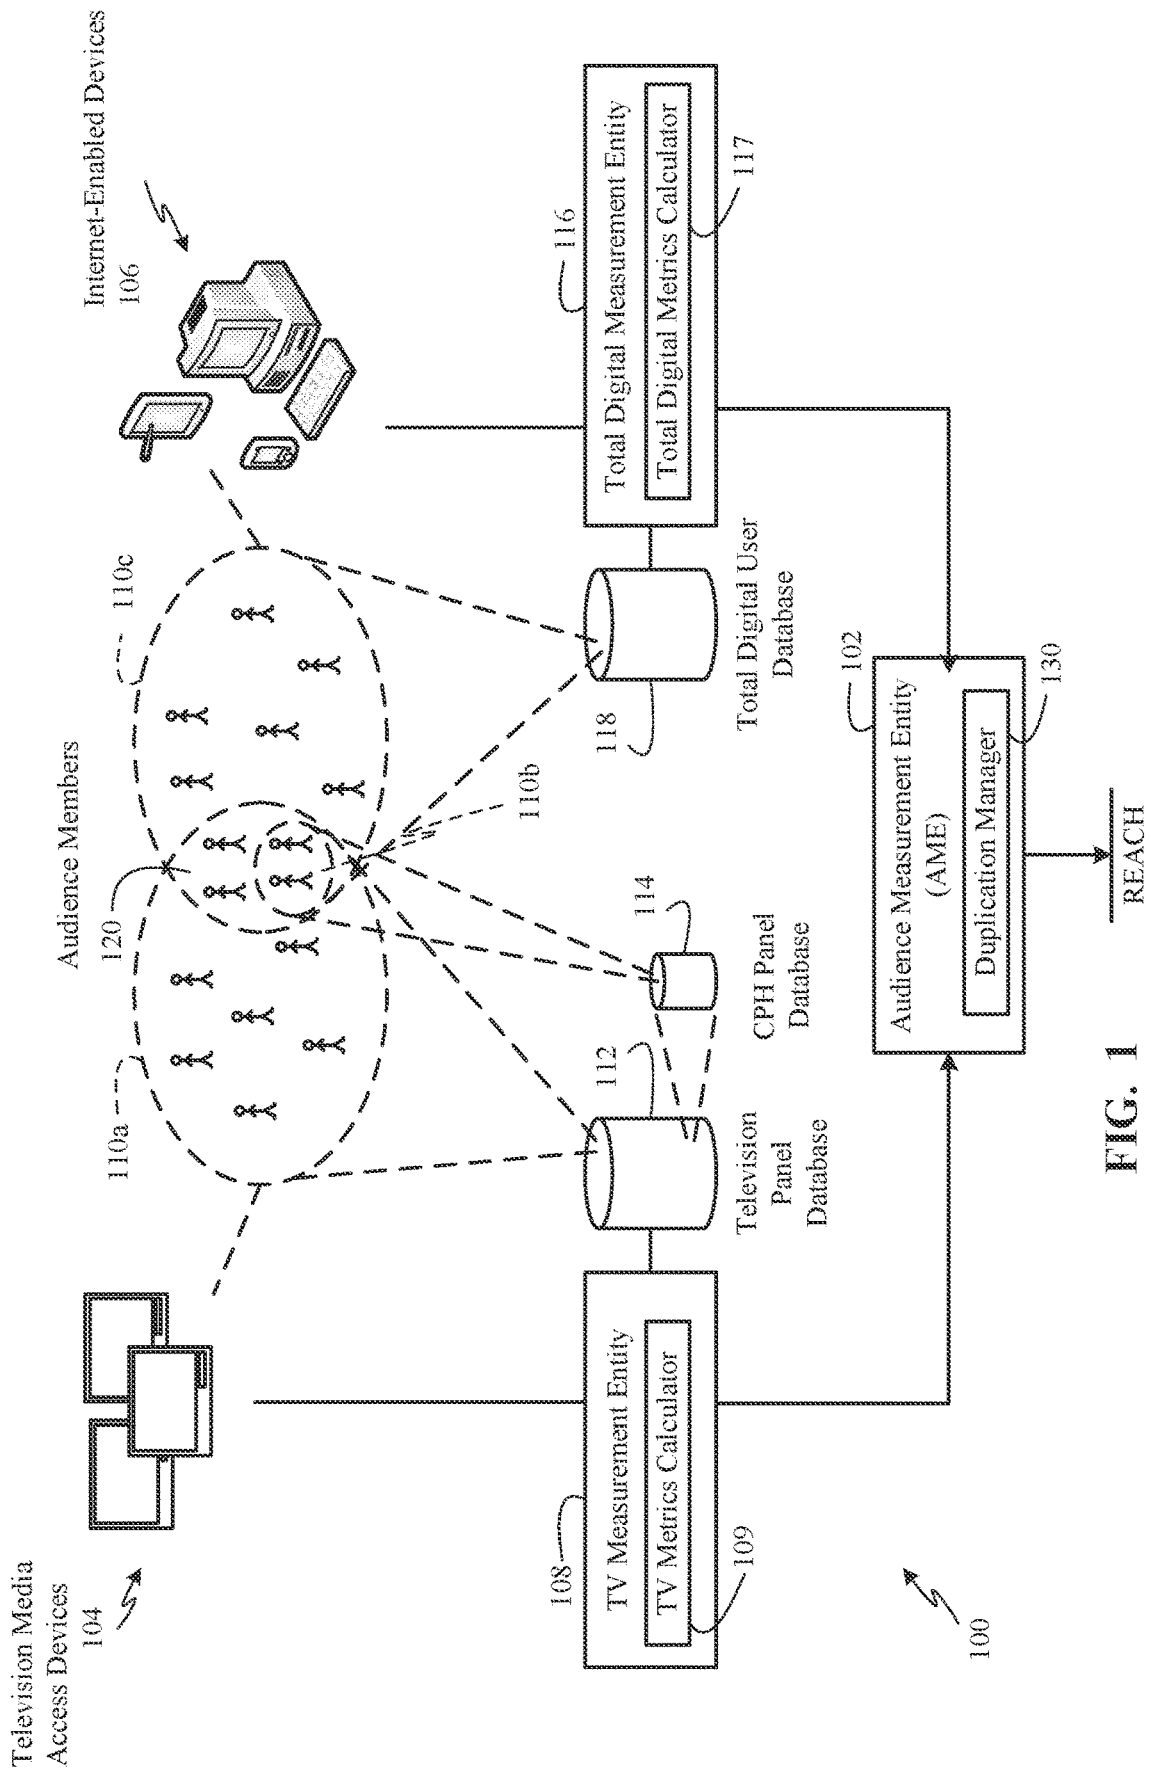 Television Media
Access Devices
104
Audience Members
120
110a
110c
Internet-Enabled Devices
106
110b
108
TV Measurement Entity
TV Metrics Calculator
109
112
Television
Panel
Database
114
CPH Panel
Database
118
Total Digital User
Database
116
Total Digital Measurement Entity
Total Digital Metrics Calculator
117
102
Audience Measurement Entity
(AME)
Duplication Manager
130
REACH
100
FIG. 1